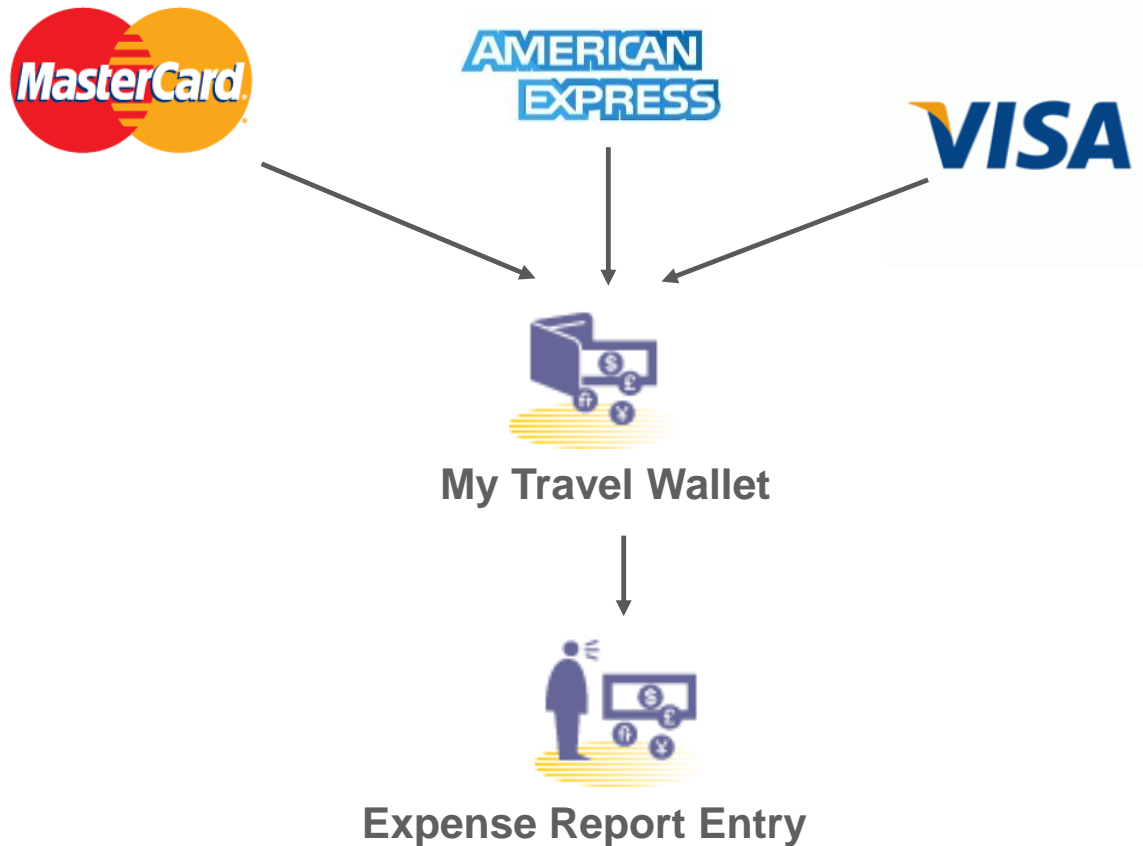 MasterCard
AMERICAN
EXPRESS
VISA
$
£
¥
My Travel Wallet
$
£
¥
Expense Report Entry